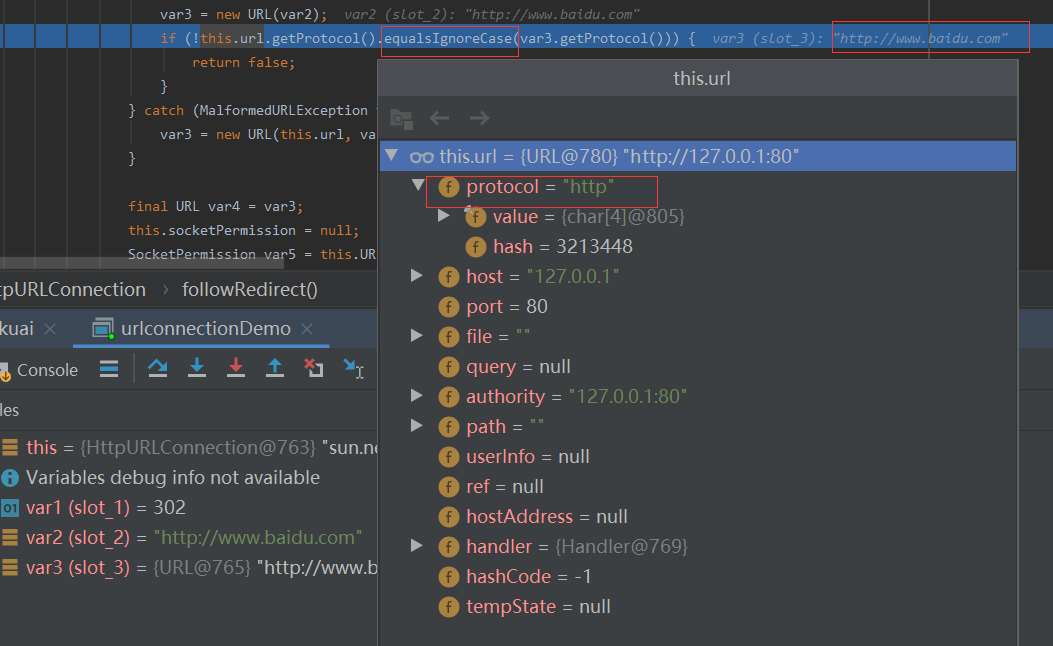 var3 = new URL(var2);  var2 (slot_2): "http://www.baidu.com"
if (!this.url.getProtocol().equalsIgnoreCase(var3.getProtocol())) {  var3 (slot_3): "http://www.baidu.com"
return false;
}
} catch (MalformedURLException
var3 = new URL(this.url, va
}
final URL var4 = var3;
this.socketPermission = null;
SocketPermission var5 = this.UR
tpURLConnection > followRedirect()
kuai × urlconnectionDemo ×
Console
les
this = {HttpURLConnection@763} "sun.ne
Variables debug info not available
01 var1 (slot_1) = 302
var2 (slot_2) = "http://www.baidu.com"
var3 (slot_3) = {URL@765} "http://www.b
this.url
this.url = {URL@780} "http://127.0.0.1:80"
f protocol = "http"
f value = {char[4]@805}
f hash = 3213448
f host = "127.0.0.1"
f port = 80
f file = ""
f query = null
f authority = "127.0.0.1:80"
f path = ""
f userInfo = null
f ref = null
f hostAddress = null
f handler = {Handler@769}
f hashCode = -1
f tempState = null